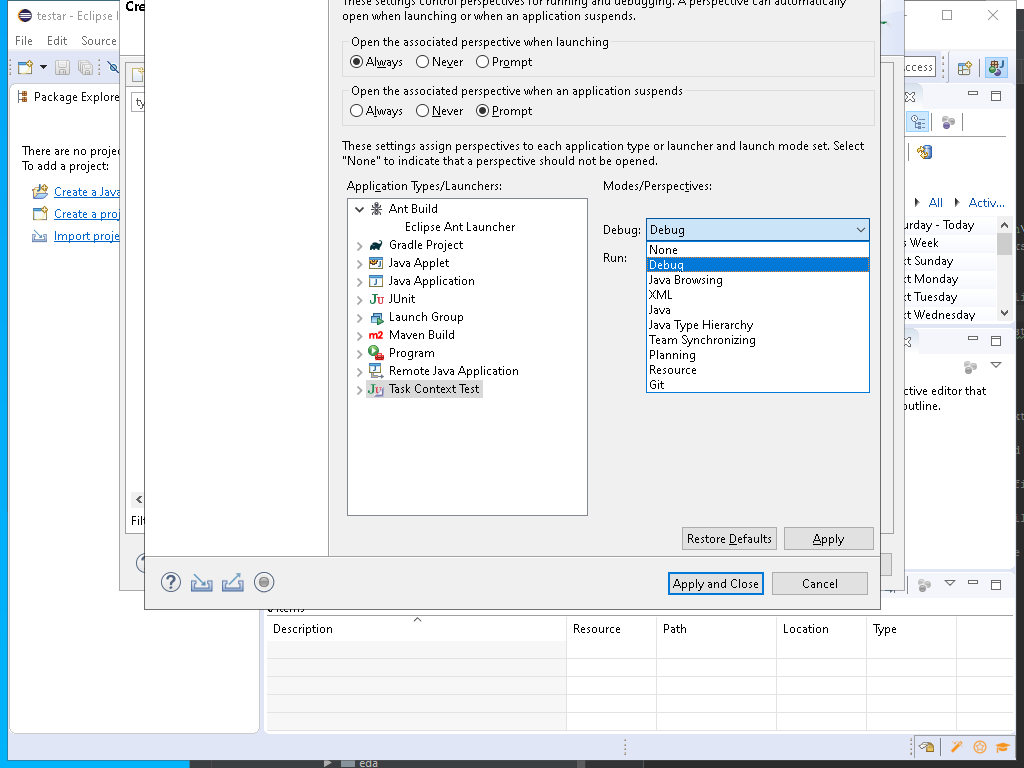 testar - Eclipse I
Cre
File Edit Source
These settings control perspectives for running and debugging. A perspective can automatically
open when launching or when an application suspends.
Open the associated perspective when launching
Always Never Prompt
Open the associated perspective when an application suspends
Always Never Prompt
These settings assign perspectives to each application type or launcher and launch mode set. Select
"None" to indicate that a perspective should not be opened.
Application Types/Launchers:
Modes/Perspectives:
Ant Build
Eclipse Ant Launcher
Gradle Project
Java Applet
Java Application
JUnit
Launch Group
Maven Build
Program
Remote Java Application
Task Context Test
Debug: Debug
Run:
None
Debug
Java Browsing
XML
Java
Java Type Hierarchy
Team Synchronizing
Planning
Resource
Git
Restore Defaults
Apply
Apply and Close
Cancel
Package Explore
ty
There are no proje
To add a project:
Create a Java
Create a proj
Import proje
Filt
ccess
All Activ...
urday - Today
s Week
xt Sunday
xt Monday
xt Tuesday
xt Wednesday
ctive editor that
outline.
0 items
Description Resource Path Location Type
eda